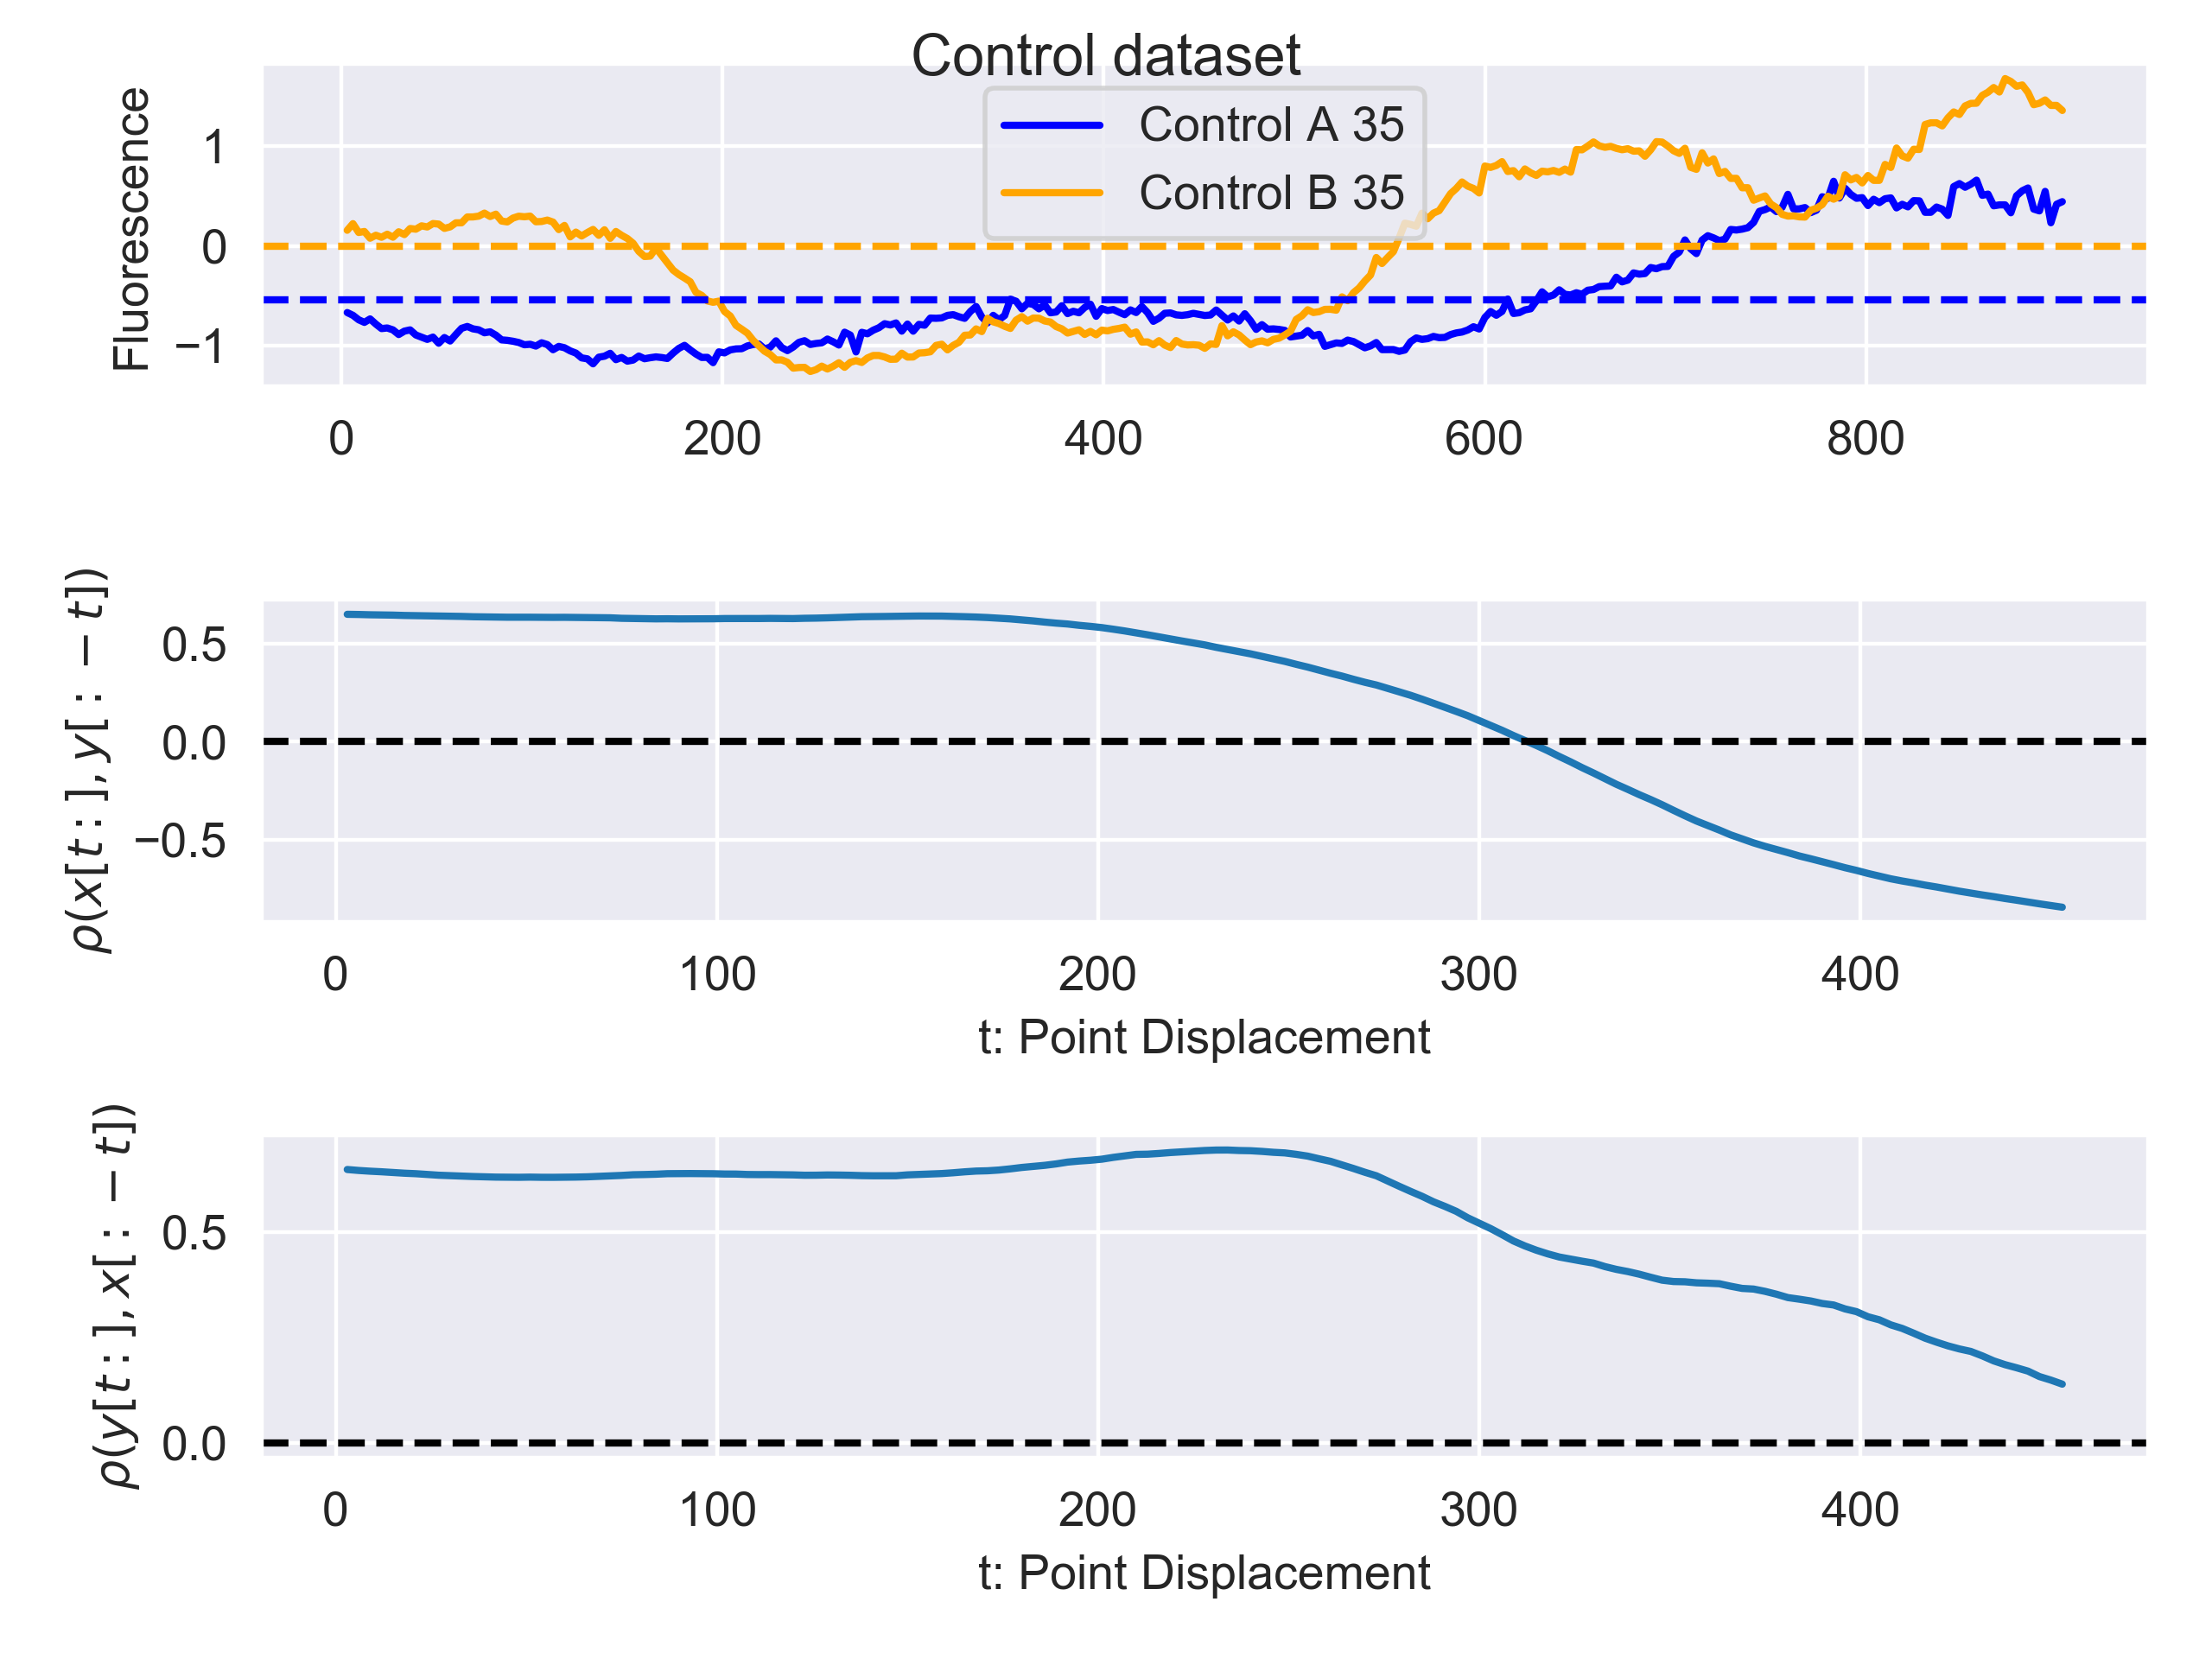 Control dataset
Fluorescence
1
0
−1
Control A 35
Control B 35
0 200 400 600 800
ρ(x[t:], y[: − t])
0.5
0.0
−0.5
0 100 200 300 400
t: Point Displacement
ρ(y[t:], x[: − t])
0.5
0.0
0 100 200 300 400
t: Point Displacement